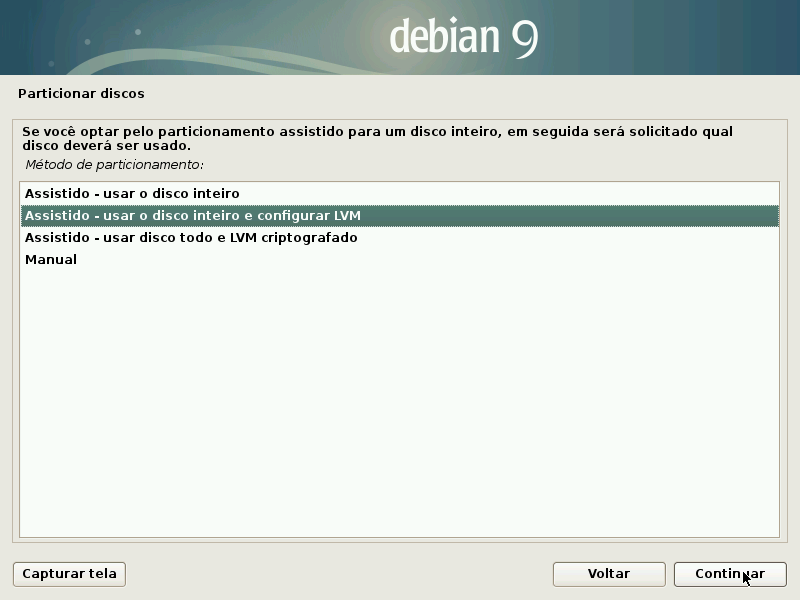 debian 9
Particionar discos
Se você optar pelo particionamento assistido para um disco inteiro, em seguida será solicitado qual
disco deverá ser usado.
Método de particionamento:
Assistido - usar o disco inteiro
Assistido - usar o disco inteiro e configurar LVM
Assistido - usar disco todo e LVM criptografado
Manual
Capturar tela
Voltar
Continuar